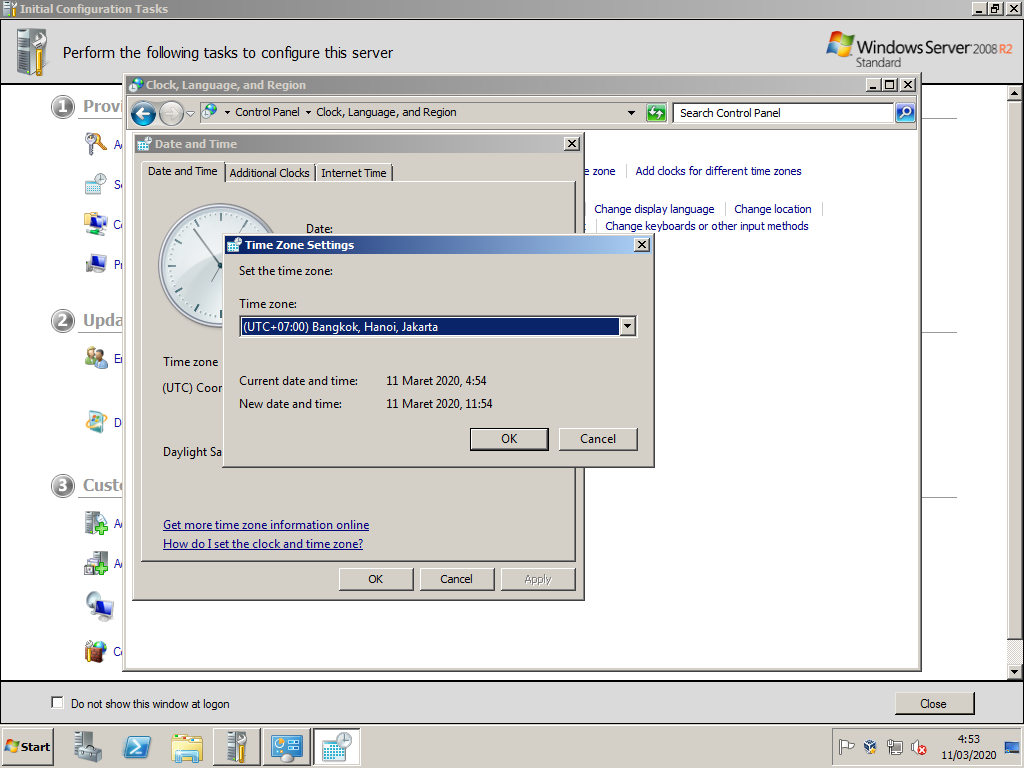 Initial Configuration Tasks
Perform the following tasks to configure this server
Windows Server 2008 R2
Standard
Clock, Language, and Region
Control Panel
Clock, Language, and Region
Search Control Panel
1
Date and Time
Date and Time
Additional Clocks
Internet Time
zone
Add clocks for different time zones
Change display language
Change location
Change keyboards or other input methods
Date:
Time Zone Settings
Set the time zone:
Time zone:
(UTC+07:00) Bangkok, Hanoi, Jakarta
2
Time zone
(UTC)
Current date and time: 11 Maret 2020, 4:54
New date and time: 11 Maret 2020, 11:54
OK
Cancel
Daylight
3
Get more time zone information online
How do I set the clock and time zone?
OK
Cancel
Apply
Do not show this window at logon
Close
Start
4:53
11/03/2020